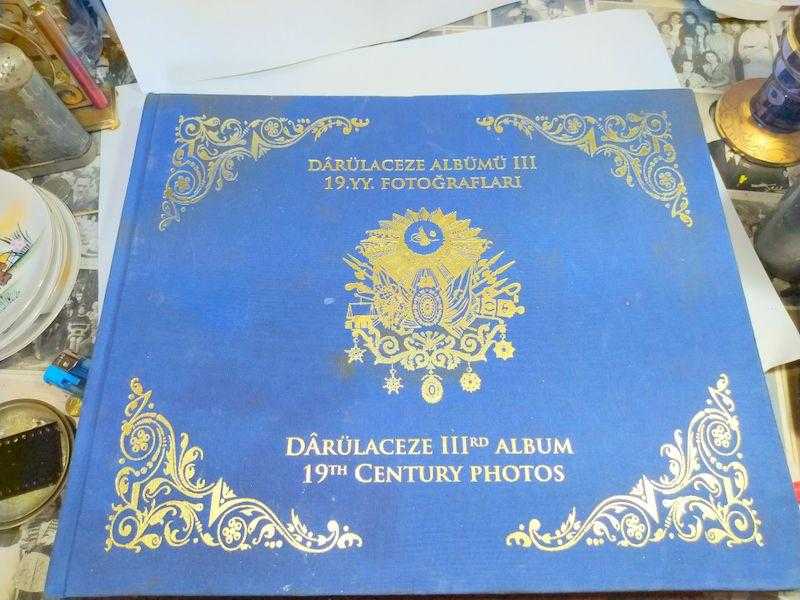 DÂRÜLACEZE ALBÜMÜ III
19.YY. FOTOĞRAFLARI
DÂRÜLACEZE IIIRD ALBUM
19TH CENTURY PHOTOS